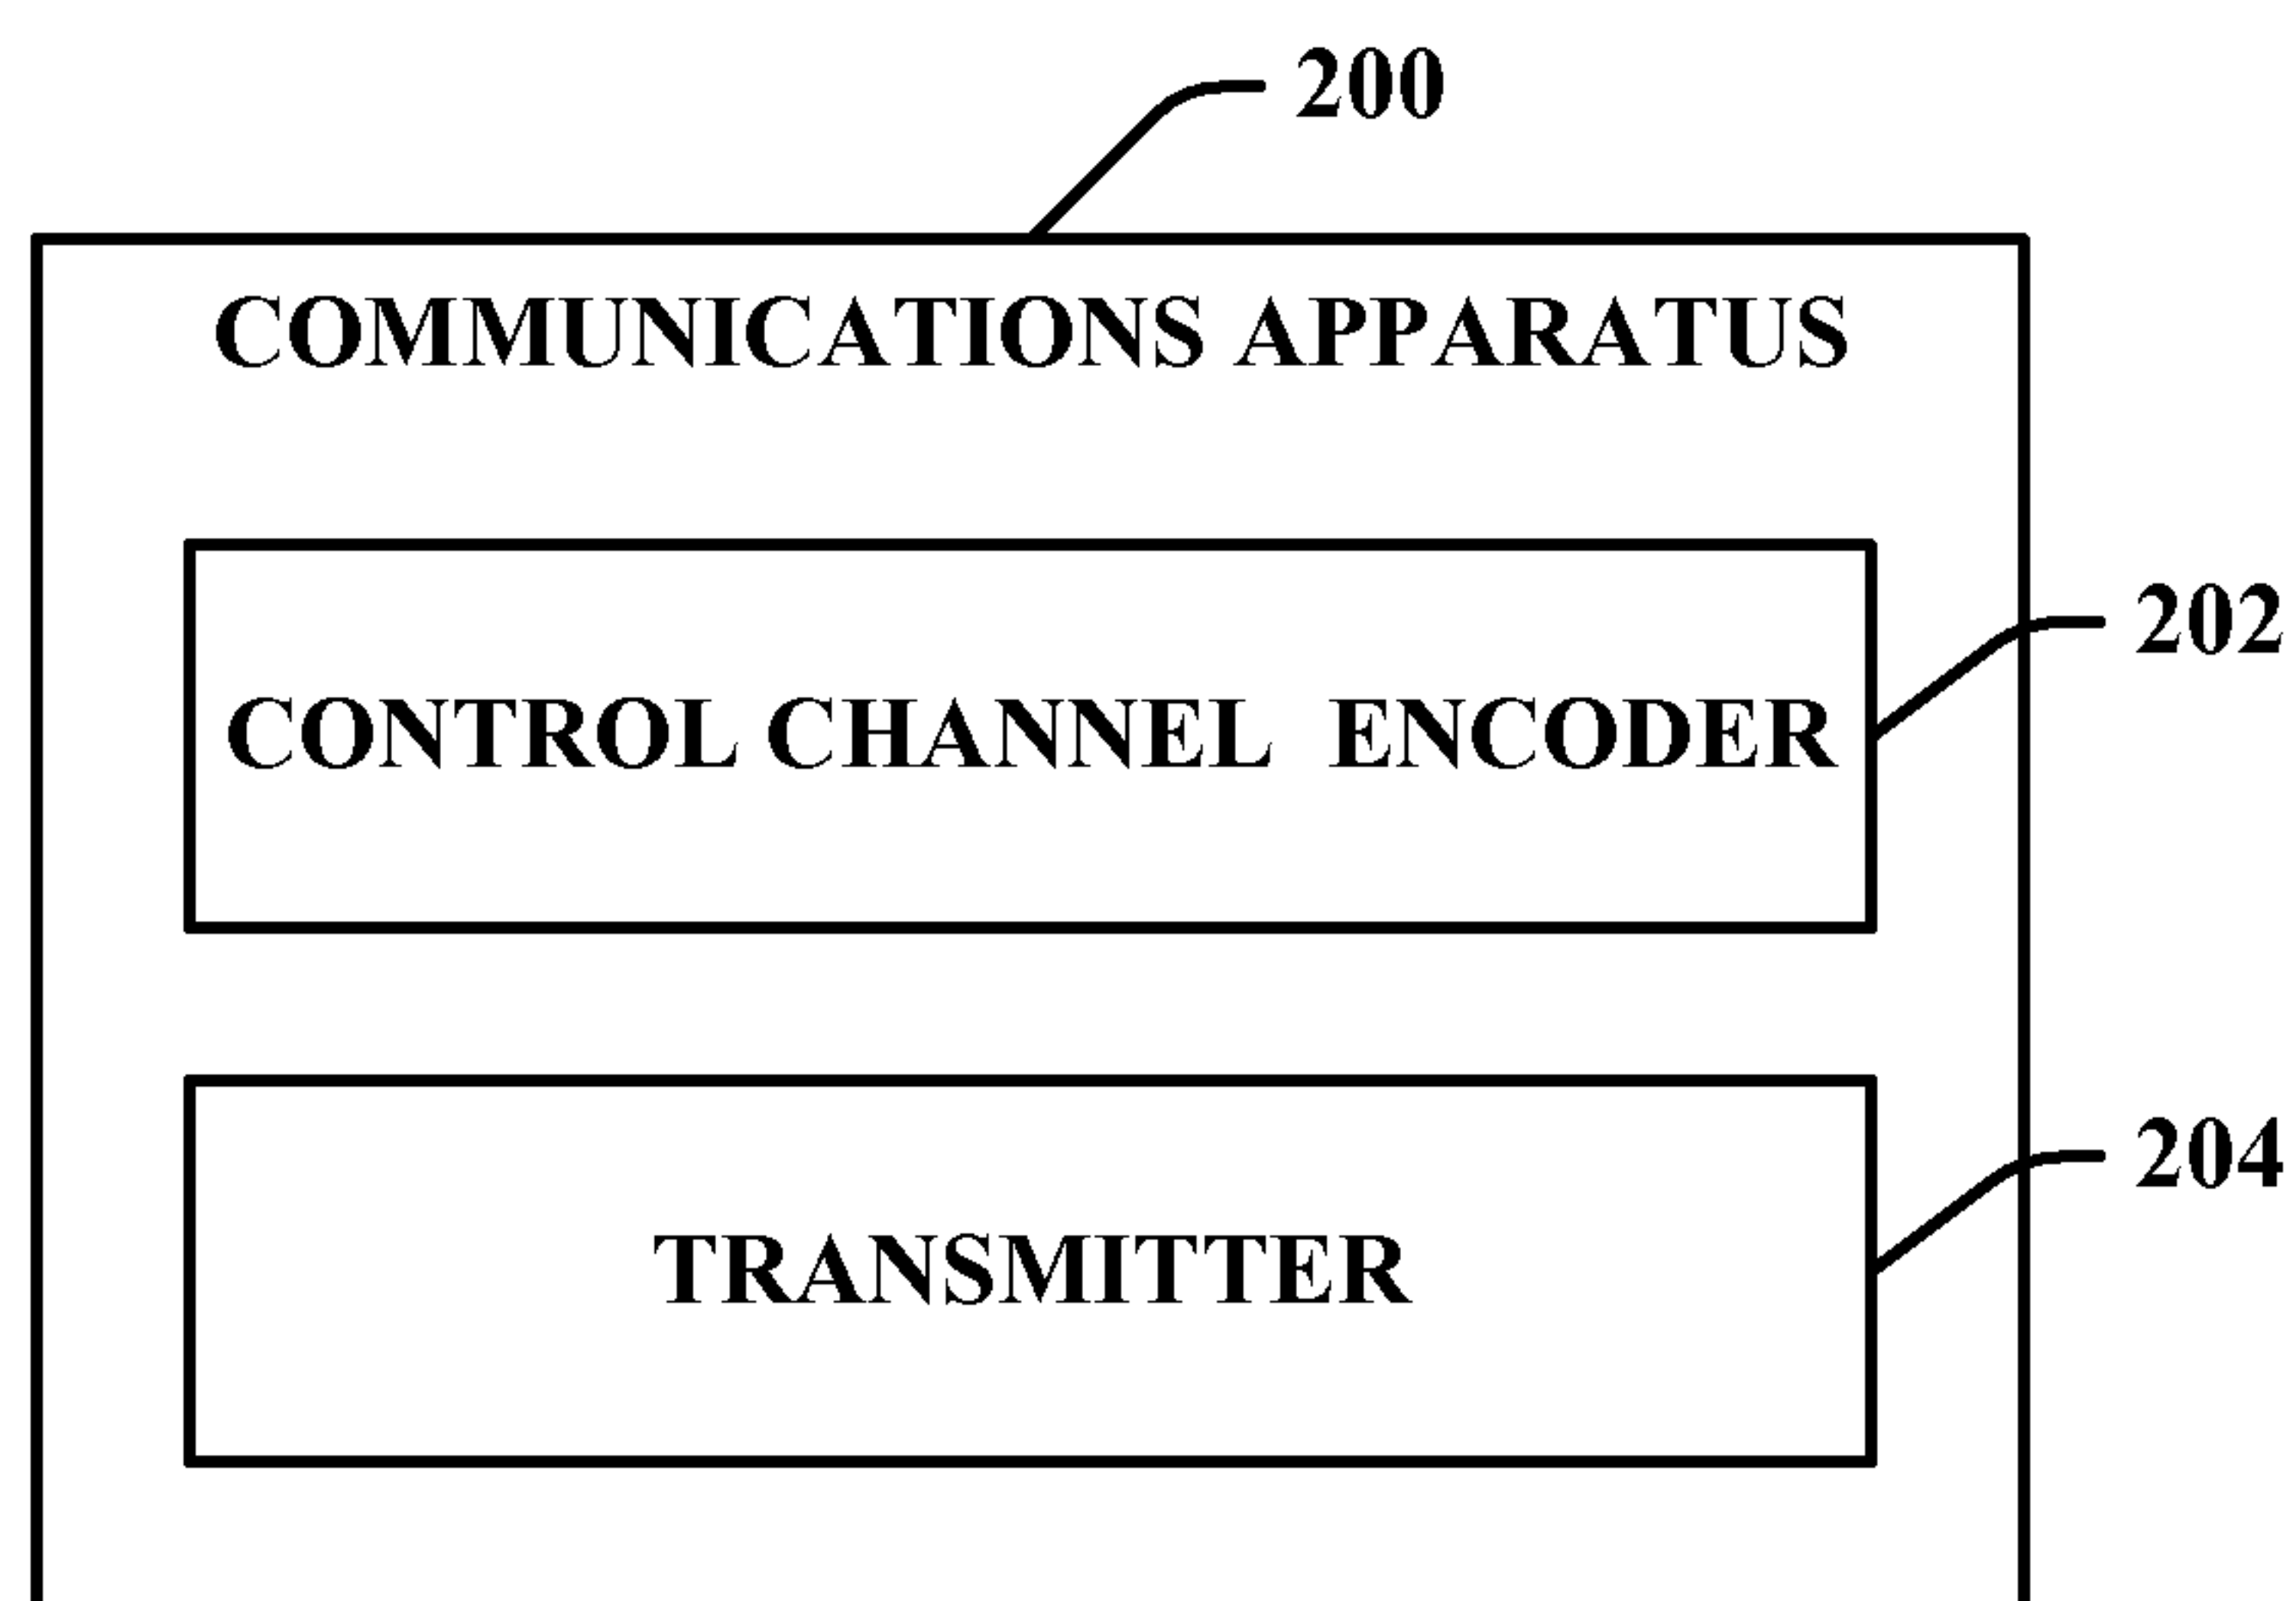 200
COMMUNICATIONS APPARATUS
202
CONTROL CHANNEL ENCODER
204
TRANSMITTER